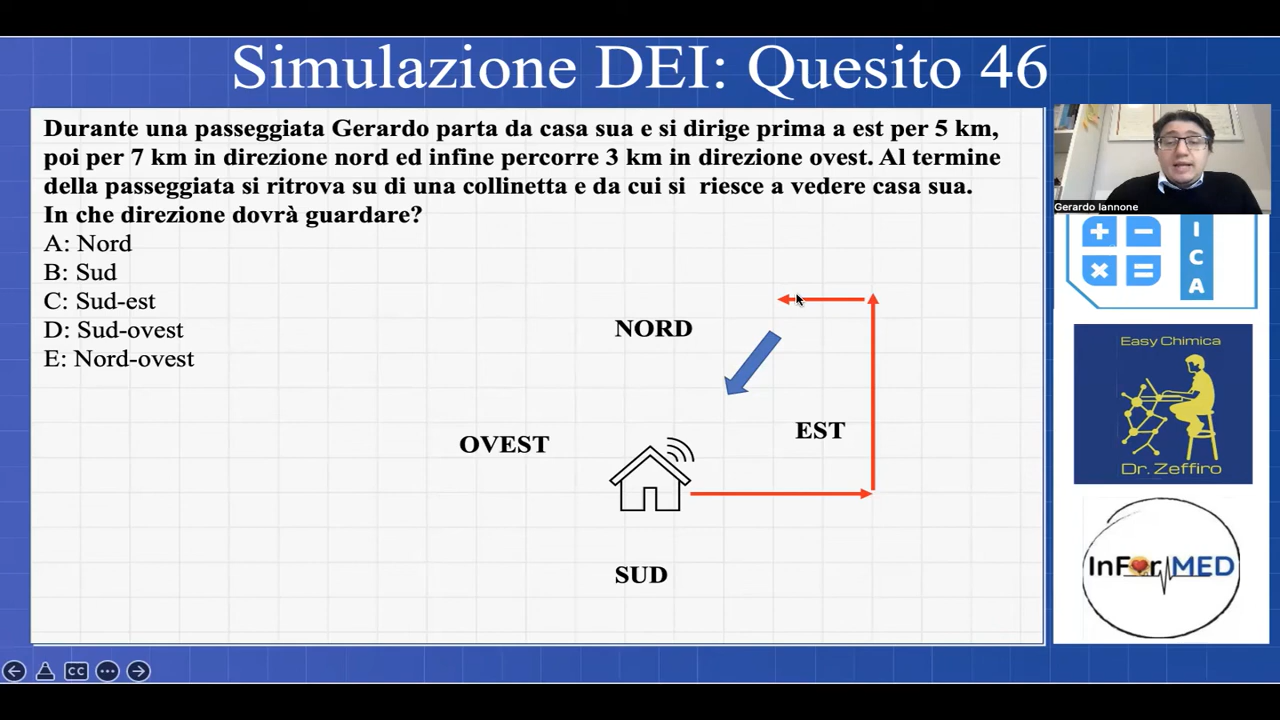 Simulazione DEI: Quesito 46
Durante una passeggiata Gerardo parta da casa sua e si dirige prima a est per 5 km,
poi per 7 km in direzione nord ed infine percorre 3 km in direzione ovest. Al termine
della passeggiata si ritrova su di una collinetta e da cui si riesce a vedere casa sua.
In che direzione dovrà guardare?
A: Nord
B: Sud
C: Sud-est
D: Sud-ovest
E: Nord-ovest
NORD
OVEST
EST
SUD
Gerardo Iannone
+ −
× =
I
C
A
Easy Chimica
Dr. Zeffiro
InForMED
CC